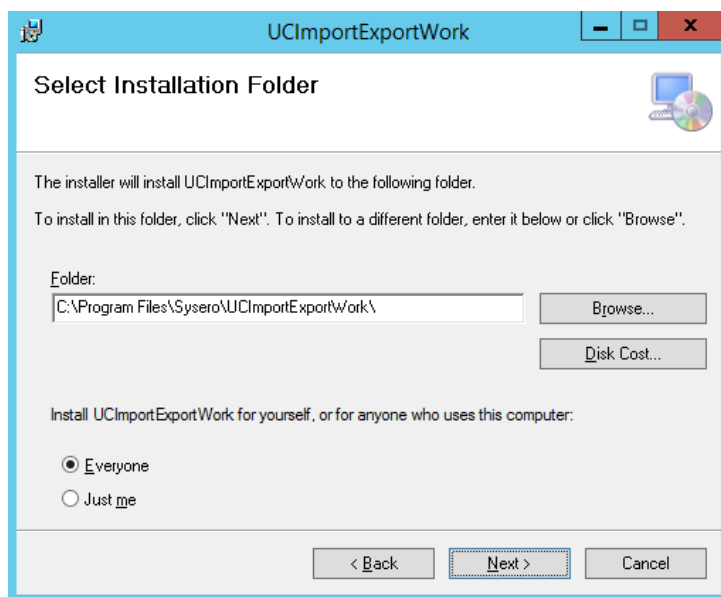 UCImportExportWork
Select Installation Folder
The installer will install UCImportExportWork to the following folder.
To install in this folder, click "Next". To install to a different folder, enter it below or click "Browse".
Folder:
C:\Program Files\Sysero\UCImportExportWork\
Browse...
Disk Cost...
Install UCImportExportWork for yourself, or for anyone who uses this computer:
Everyone
Just me
< Back
Next >
Cancel